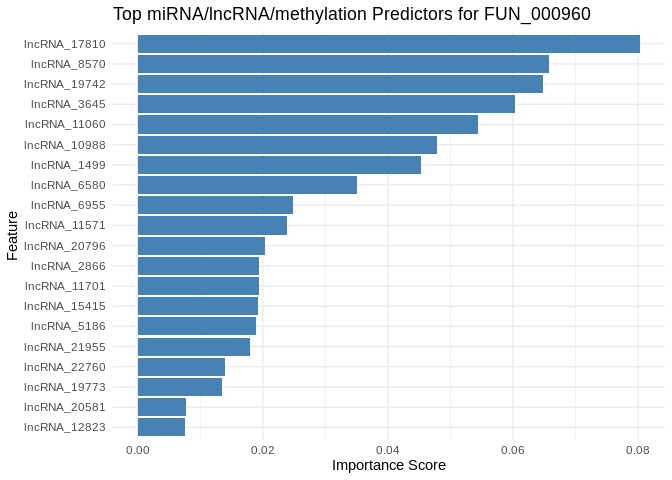 Top miRNA/lncRNA/methylation Predictors for FUN_000960
lncRNA_17810
lncRNA_8570
lncRNA_19742
lncRNA_3645
lncRNA_11060
lncRNA_10988
lncRNA_1499
lncRNA_6580
lncRNA_6955
lncRNA_11571
lncRNA_20796
lncRNA_2866
lncRNA_11701
lncRNA_15415
lncRNA_5186
lncRNA_21955
lncRNA_22760
lncRNA_19773
lncRNA_20581
lncRNA_12823
Feature
0.00 0.02 0.04 0.06 0.08
Importance Score